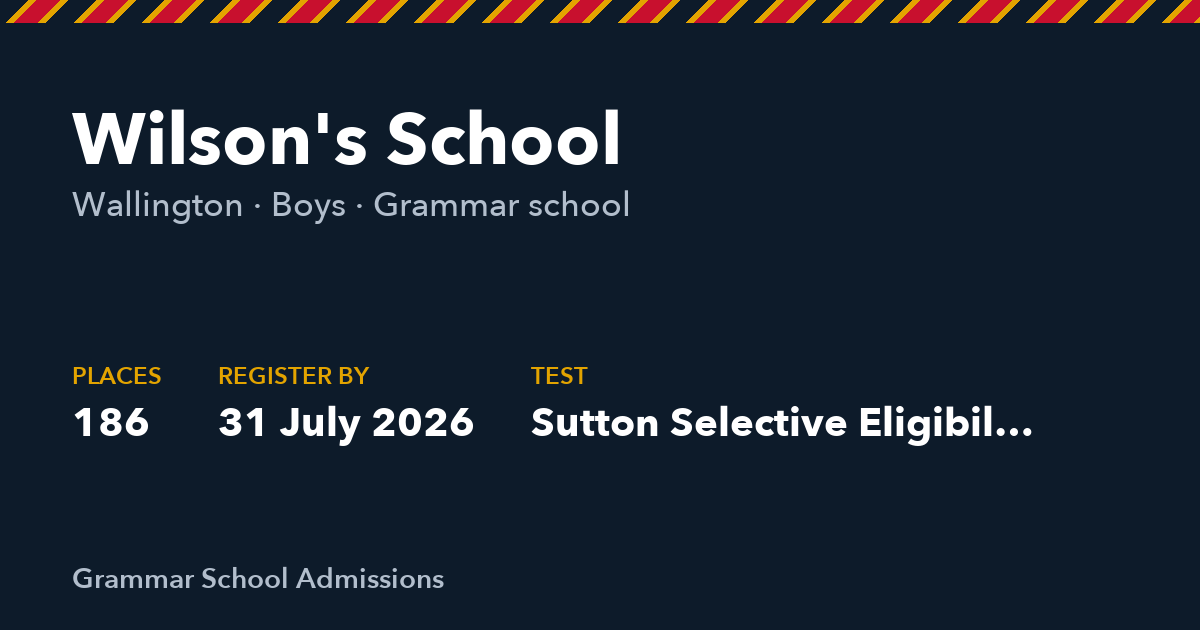 Wilson's School
Wallington · Boys · Grammar school
PLACES REGISTER BY TEST
186 31 July 2026 Sutton Selective Eligibil...
Grammar School Admissions